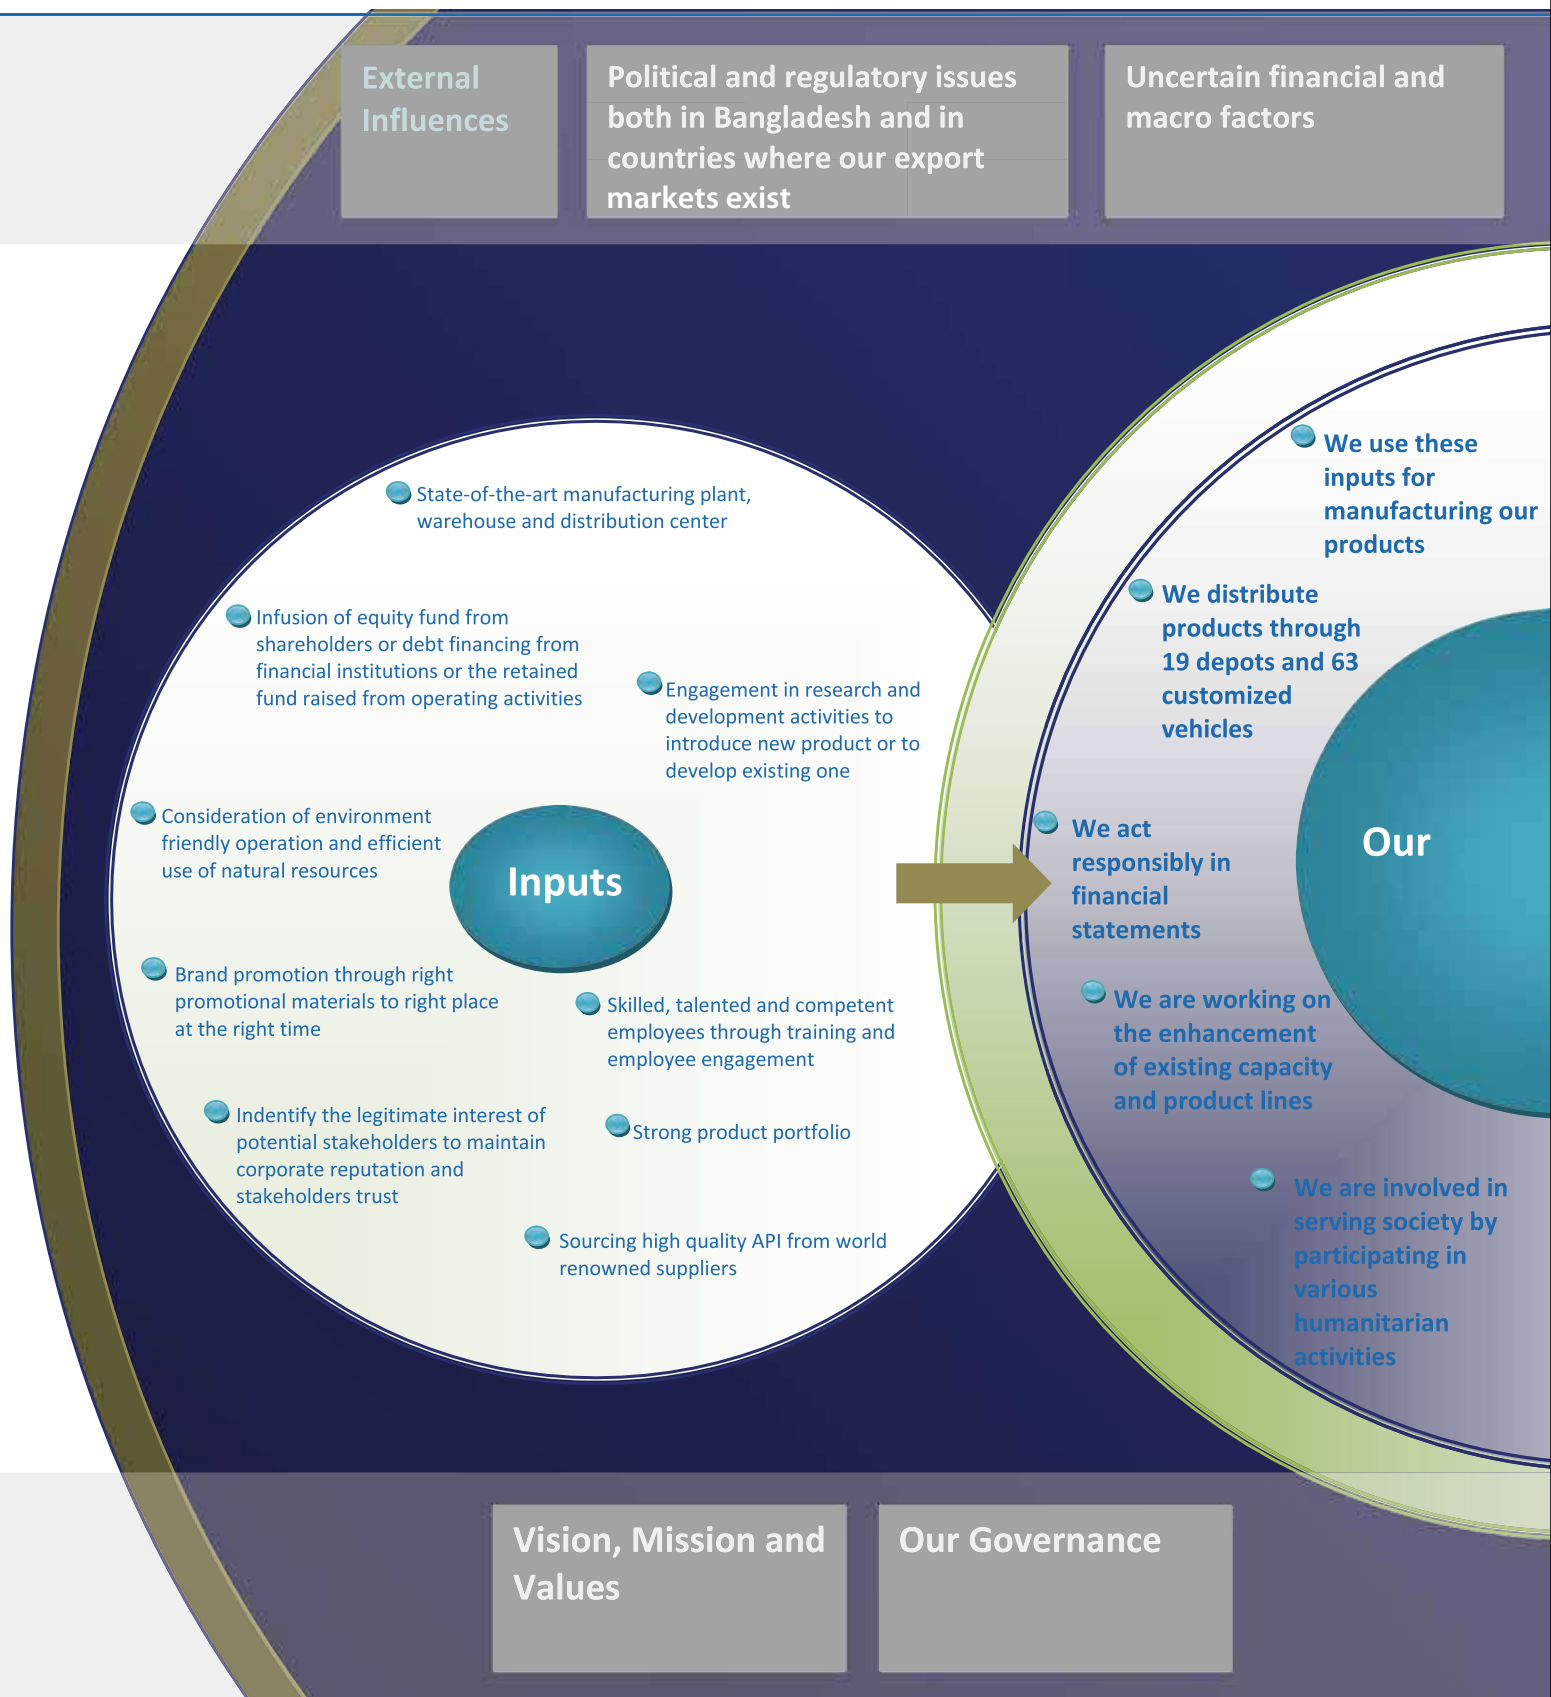 External
Influences
Political and regulatory issues
both in Bangladesh and in
countries where our export
markets exist
Uncertain financial and
macro factors
State-of-the-art manufacturing plant,
warehouse and distribution center
Infusion of equity fund from
shareholders or debt financing from
financial institutions or the retained
fund raised from operating activities
Engagement in research and
development activities to
introduce new product or to
develop existing one
Consideration of environment
friendly operation and efficient
use of natural resources
Inputs
Brand promotion through right
promotional materials to right place
at the right time
Skilled, talented and competent
employees through training and
employee engagement
Indentify the legitimate interest of
potential stakeholders to maintain
corporate reputation and
stakeholders trust
Strong product portfolio
Sourcing high quality API from world
renowned suppliers
We use these
inputs for
manufacturing our
products
We distribute
products through
19 depots and 63
customized
vehicles
Our
We act
responsibly in
financial
statements
We are working on
the enhancement
of existing capacity
and product lines
We are involved in
serving society by
participating in
various
humanitarian
activities
Vision, Mission and
Values
Our Governance